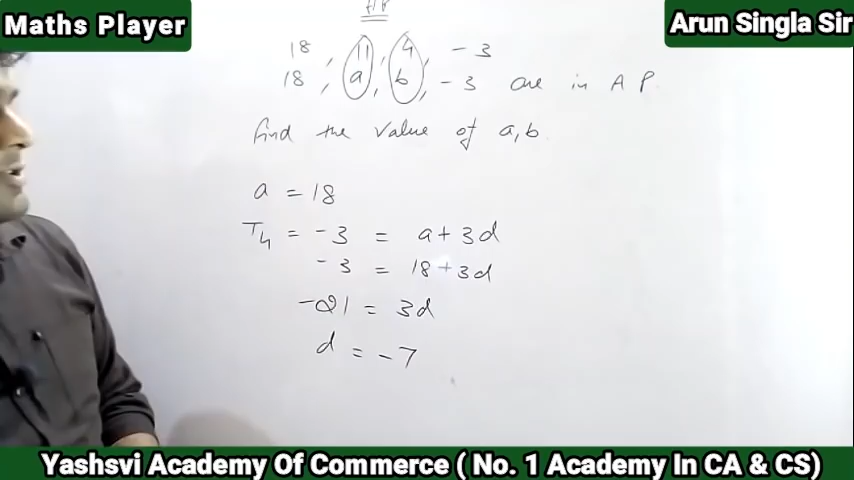 Maths Player
Arun Singla Sir
AP
18, 11, 4, -3
18, a, b, -3 are in A P
find the value of a, b.
a = 18
T4 = -3 = a + 3d
-3 = 18 + 3d
-21 = 3d
d = -7
Yashsvi Academy Of Commerce ( No. 1 Academy In CA & CS)